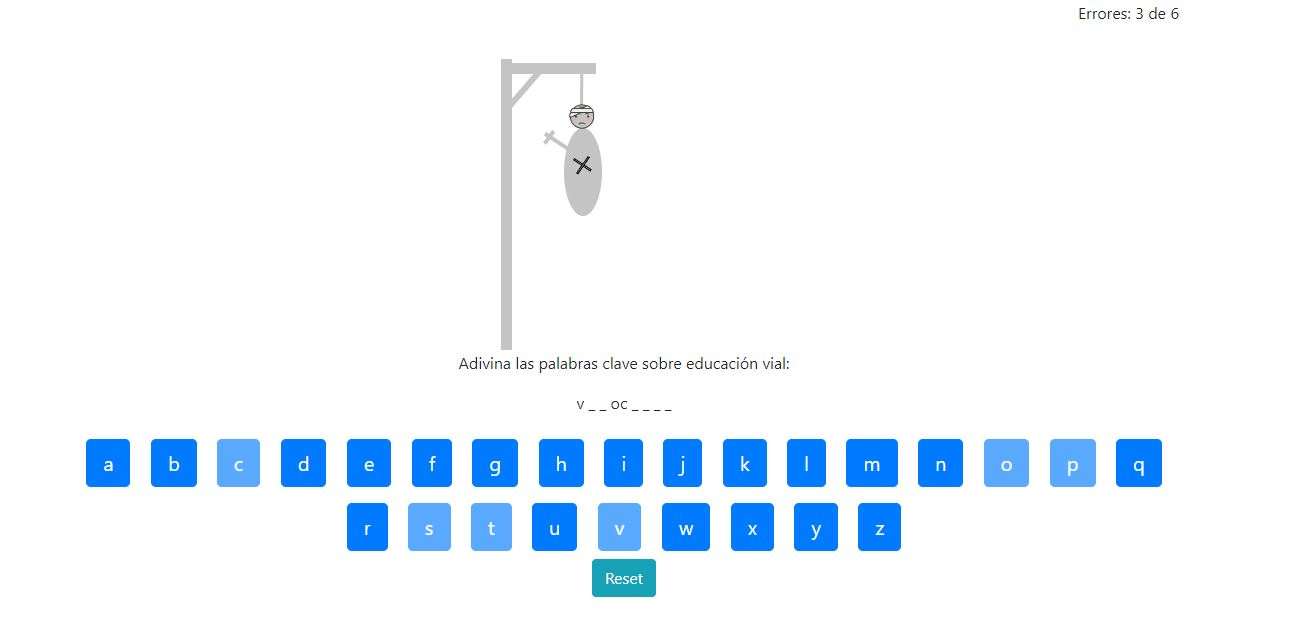 Errores: 3 de 6
Adivina las palabras clave sobre educación vial:
v _ _ oc _ _ _ _
a b c d e f g h i j k l m n o p q
r s t u v w x y z
Reset